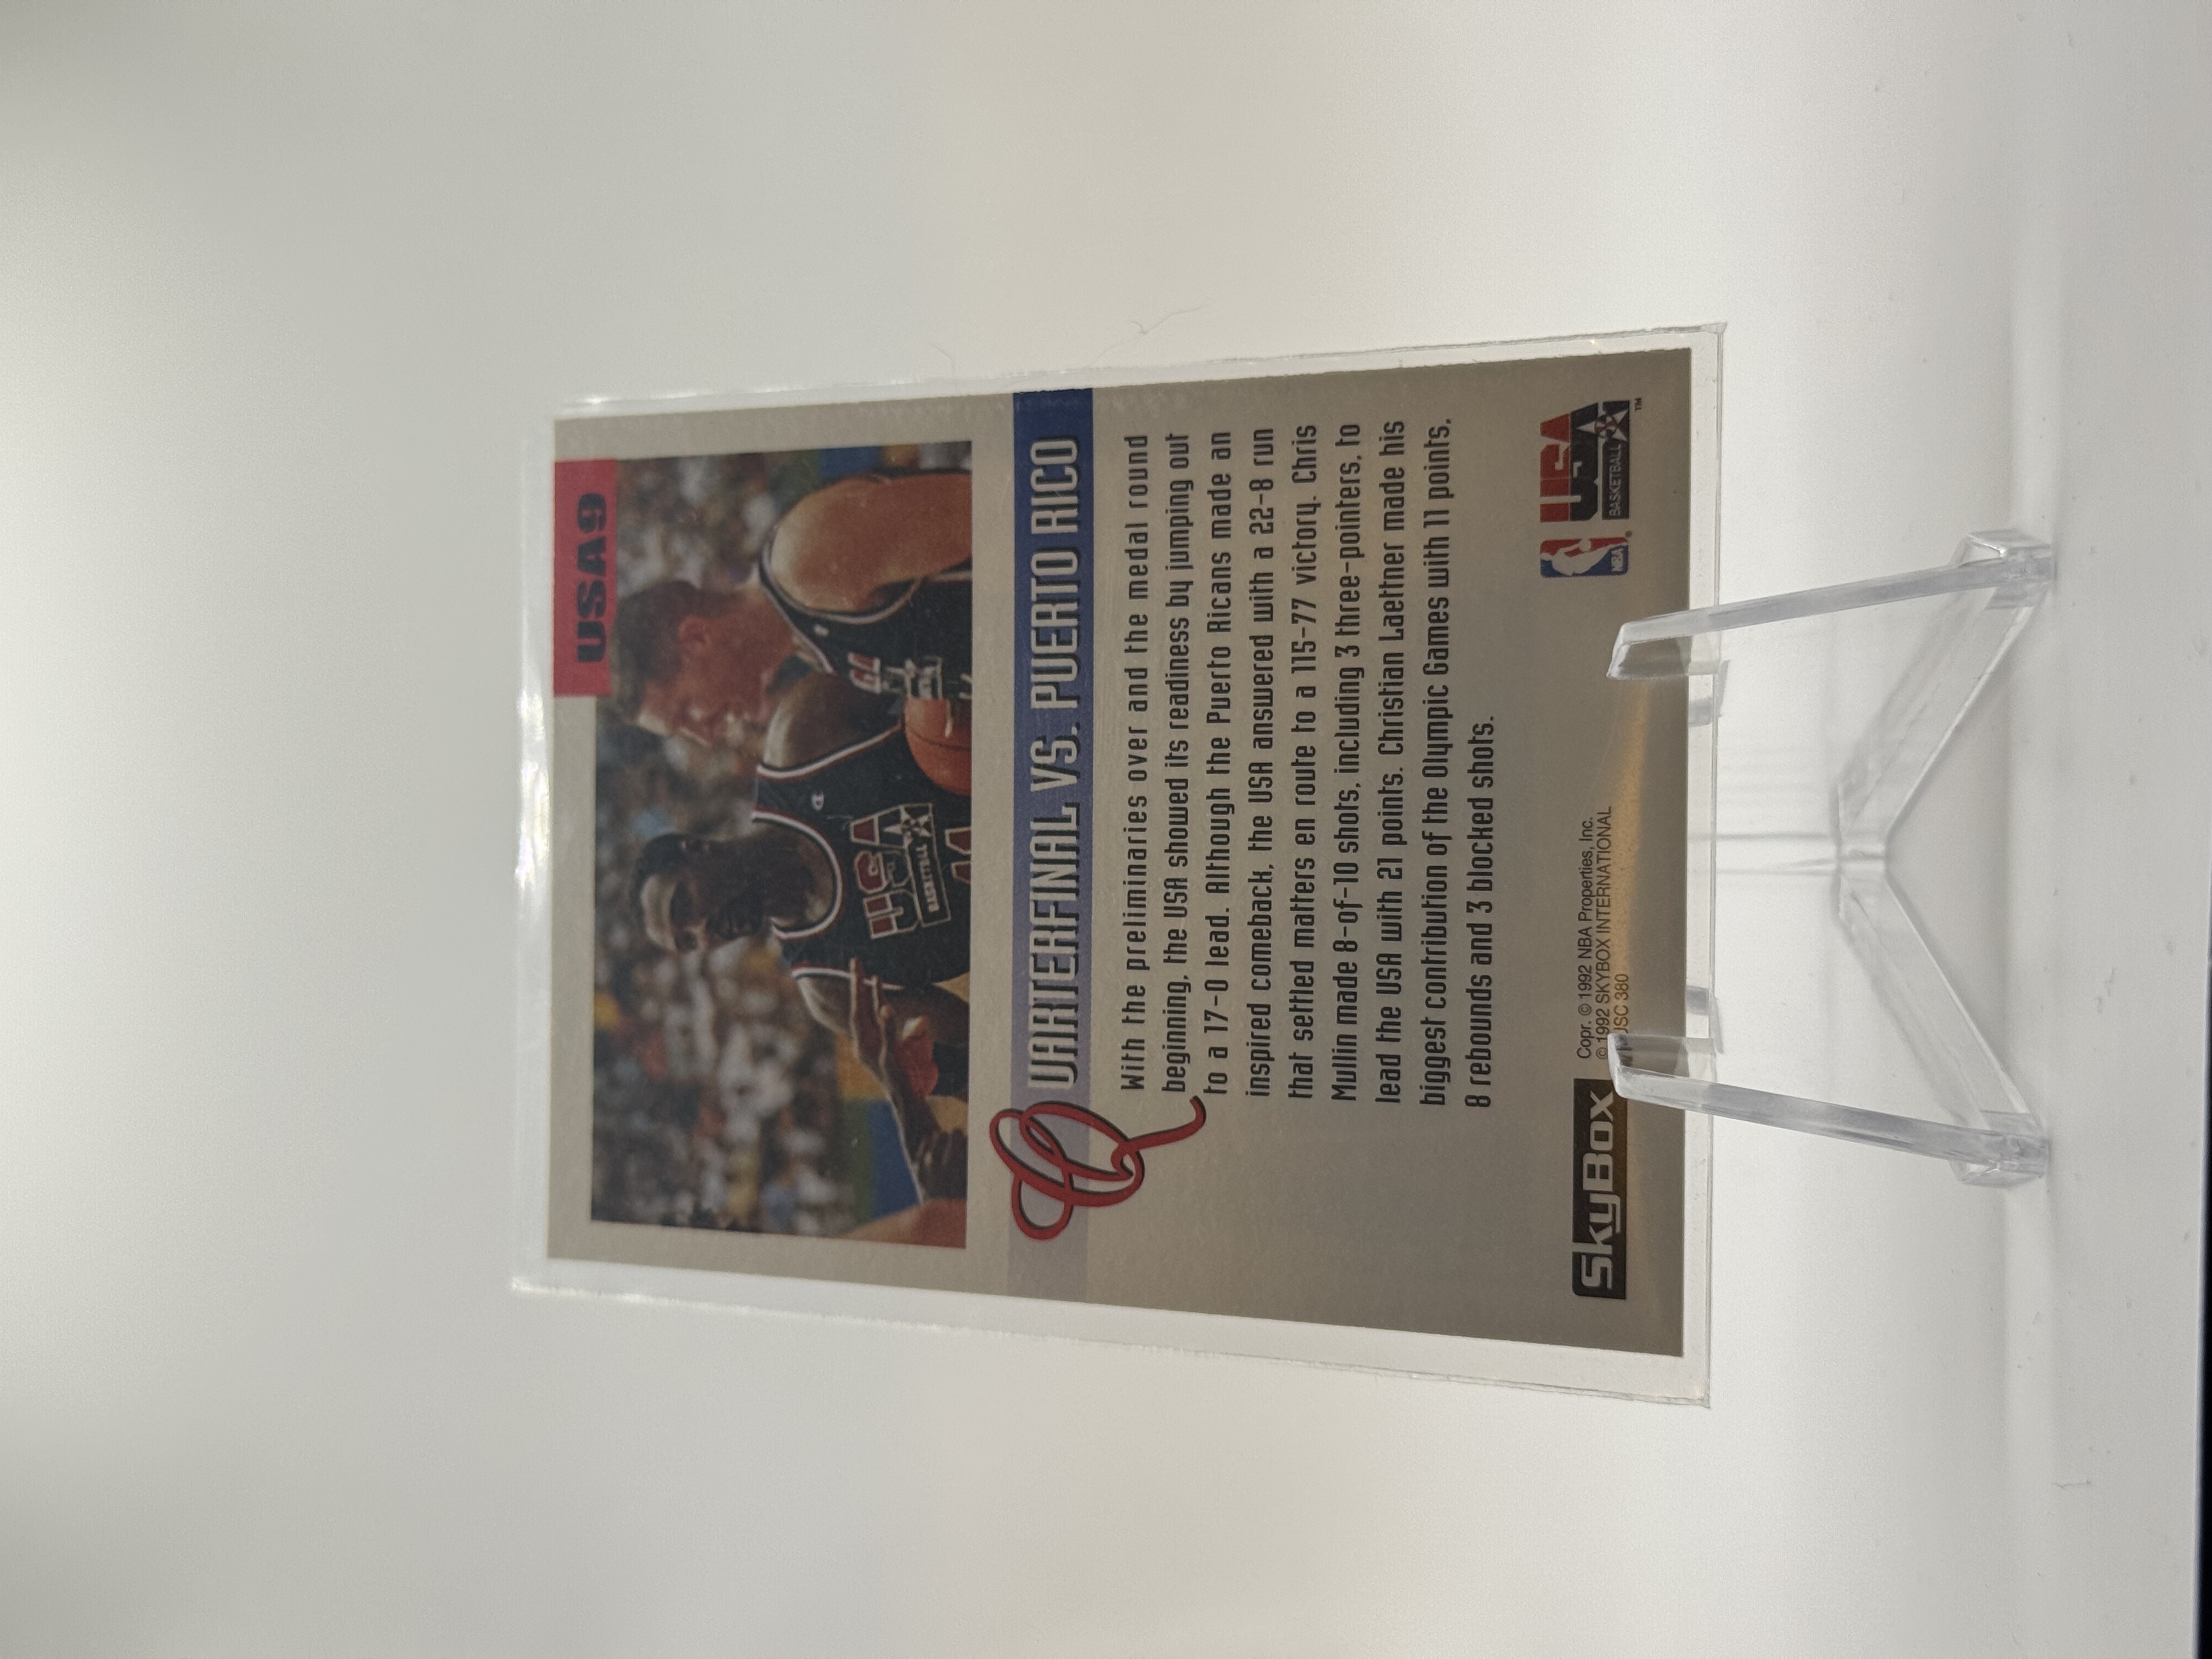 USA9
USA
BASKETBALL
QUARTERFINAL VS. PUERTO RICO
With the preliminaries over and the medal round
beginning, the USA showed its readiness by jumping out
to a 17-0 lead. Although the Puerto Ricans made an
inspired comeback, the USA answered with a 22-8 run
that settled matters en route to a 115-77 victory. Chris
Mullin made 8-of-10 shots, including 3 three-pointers, to
lead the USA with 21 points. Christian Laettner made his
biggest contribution of the Olympic Games with 11 points,
8 rebounds and 3 blocked shots.
SkyBox
Copr. © 1992 NBA Properties, Inc.
© 1992 SKYBOX INTERNATIONAL
USC 380
NBA ®
USA
BASKETBALL ™